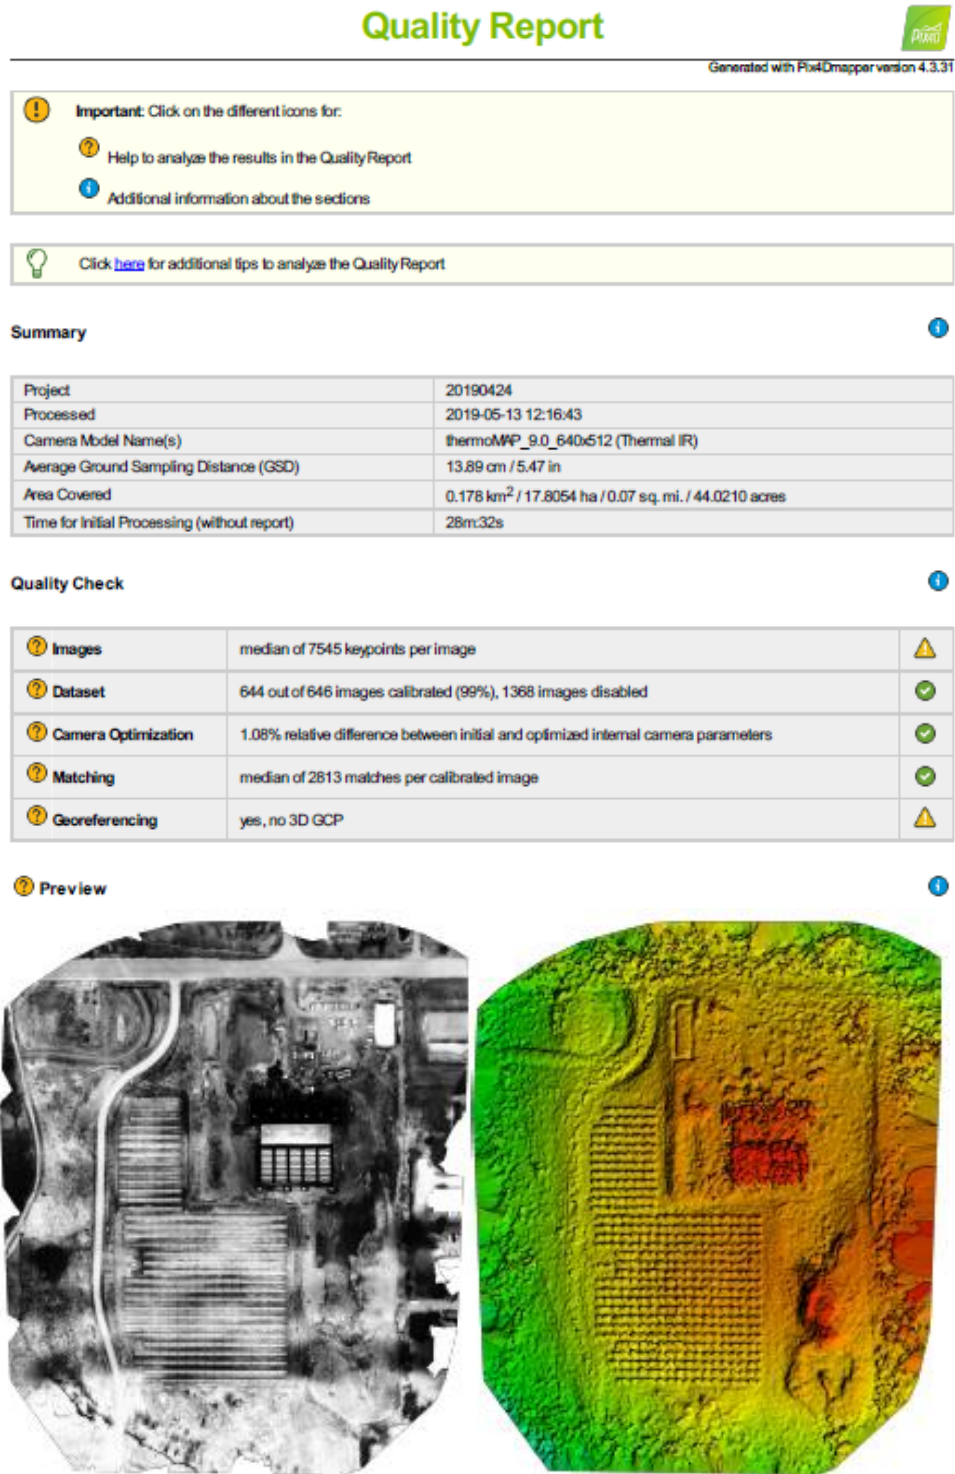 Quality Report
Pix4D
Generated with Pix4Dmapper version 4.3.31
! Important: Click on the different icons for:
? Help to analyze the results in the Quality Report
i Additional information about the sections
Click here for additional tips to analyze the Quality Report
Summary i
Project 20190424
Processed 2019-05-13 12:16:43
Camera Model Name(s) thermoMAP_9.0_640x512 (Thermal IR)
Average Ground Sampling Distance (GSD) 13.89 cm / 5.47 in
Area Covered 0.178 km2 / 17.8054 ha / 0.07 sq. mi. / 44.0210 acres
Time for Initial Processing (without report) 28m:32s
Quality Check i
? Images median of 7545 keypoints per image
? Dataset 644 out of 646 images calibrated (99%), 1368 images disabled
? Camera Optimization 1.08% relative difference between initial and optimized internal camera parameters
? Matching median of 2813 matches per calibrated image
? Georeferencing yes, no 3D GCP
? Preview i